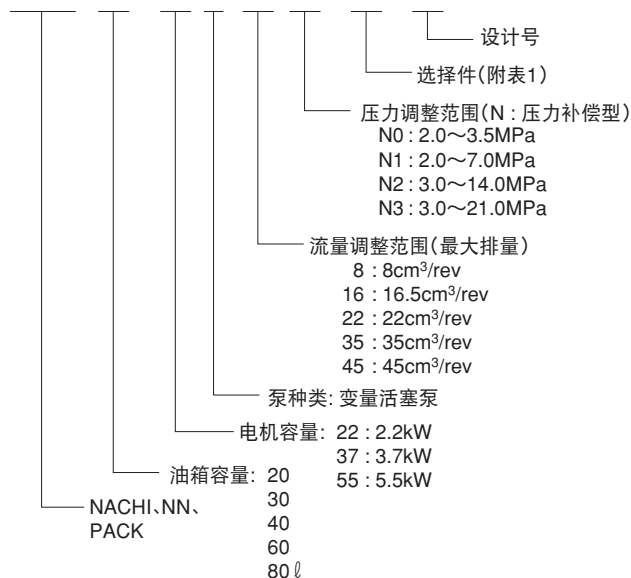 设计号
选择件(附表1)
压力调整范围(N : 压力补偿型)
N0 : 2.0～3.5MPa
N1 : 2.0～7.0MPa
N2 : 3.0～14.0MPa
N3 : 3.0～21.0MPa
流量调整范围(最大排量)
8 : 8cm³/rev
16 : 16.5cm³/rev
22 : 22cm³/rev
35 : 35cm³/rev
45 : 45cm³/rev
泵种类: 变量活塞泵
电机容量: 22 : 2.2kW
37 : 3.7kW
55 : 5.5kW
油箱容量: 20
30
40
60
80 ℓ
NACHI、NN、
PACK